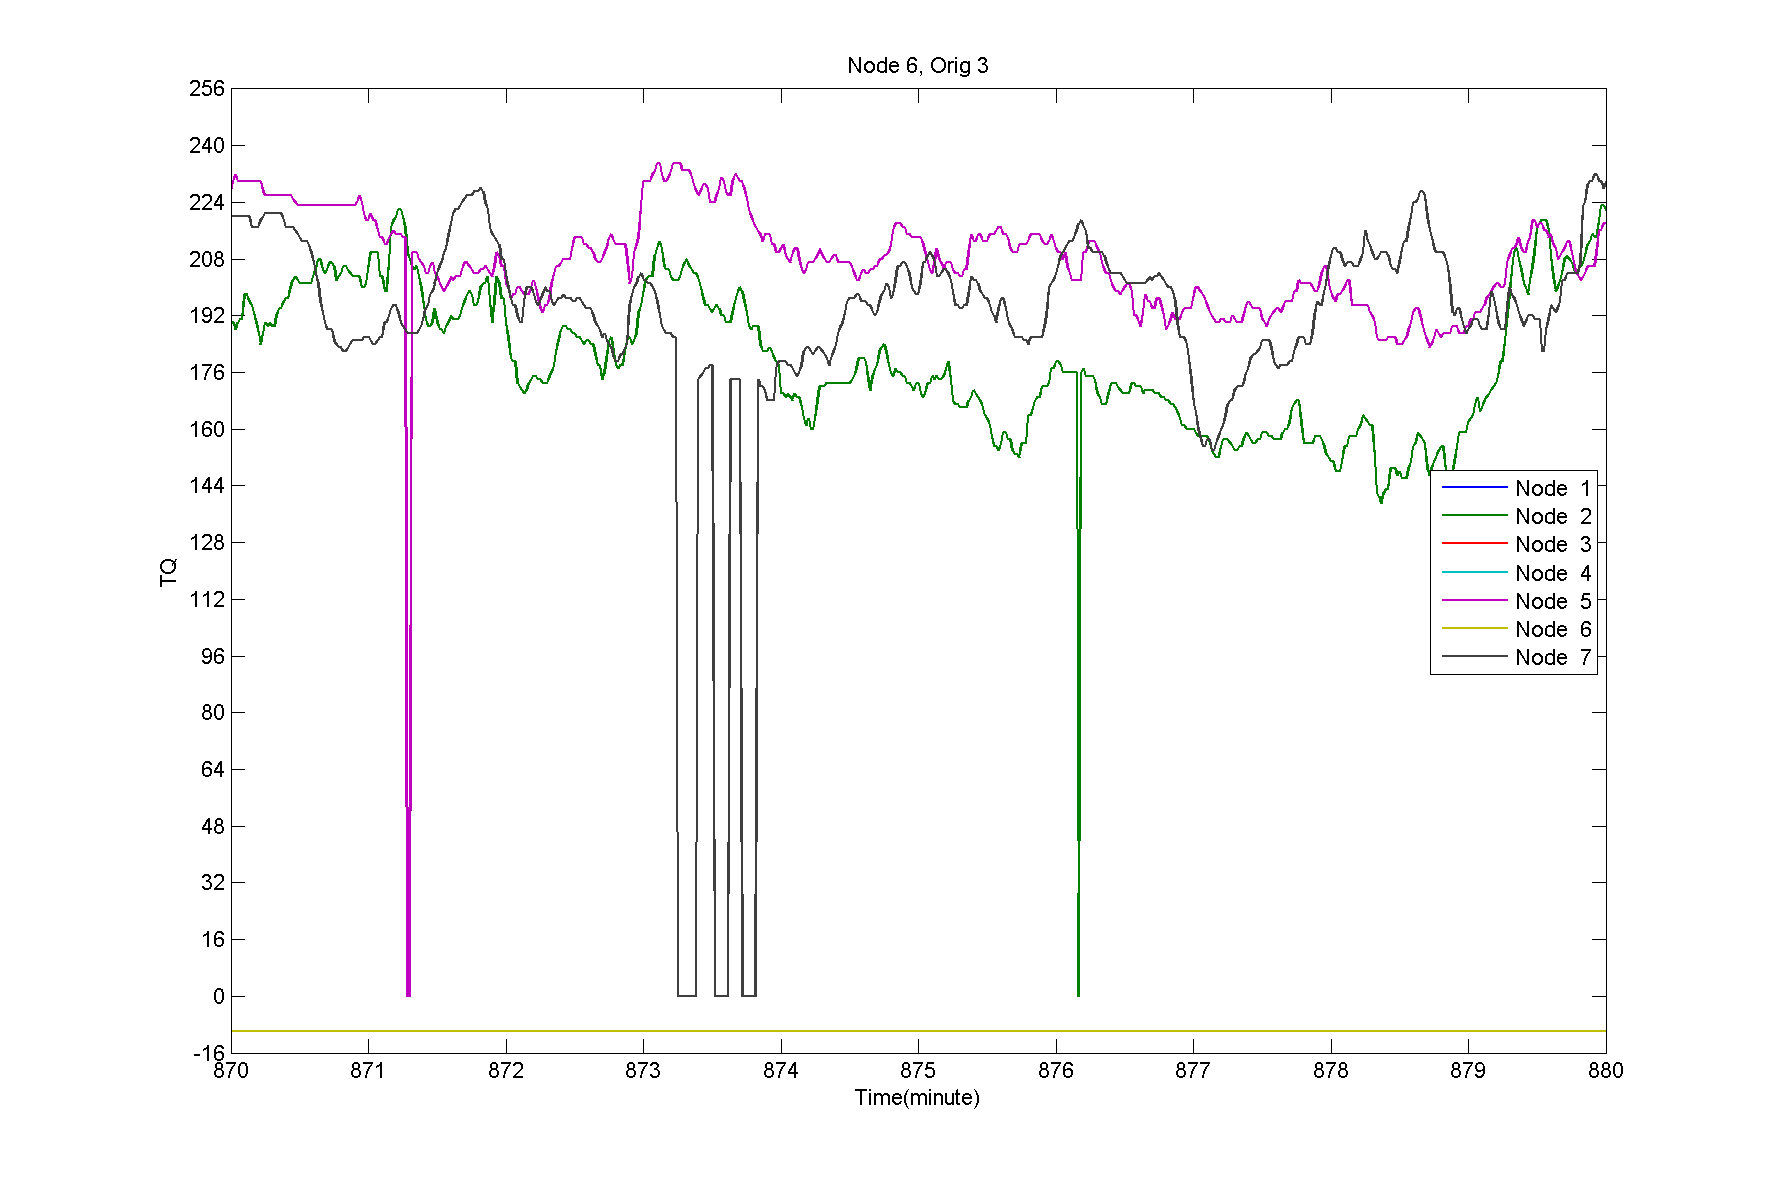 Node 6, Orig 3
256
240
224
208
192
176
160
144
128
112
96
80
64
48
32
16
0
-16
TQ
Node 1
Node 2
Node 3
Node 4
Node 5
Node 6
Node 7
870 871 872 873 874 875 876 877 878 879 880
Time(minute)